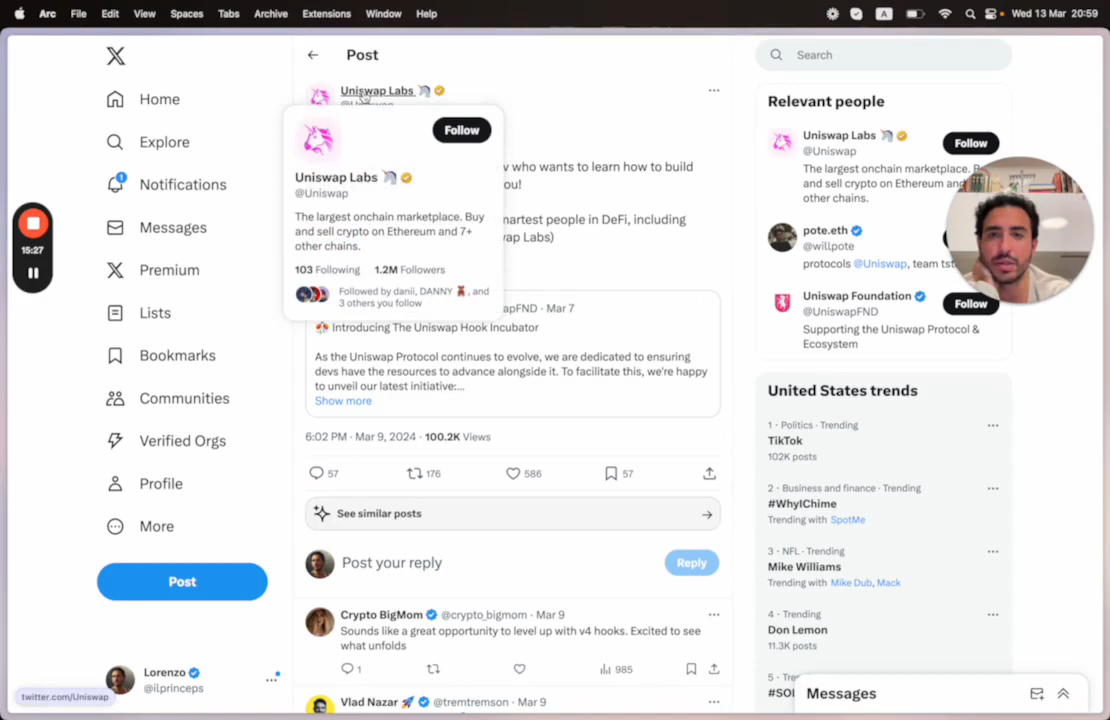 Arc File Edit View Spaces Tabs Archive Extensions Window Help
A
Wed 13 Mar 20:59
X
Home
Explore
1
Notifications
Messages
Premium
Lists
Bookmarks
Communities
Verified Orgs
Profile
More
Post
Lorenzo
@ilprinceps
twitter.com/Uniswap
15:27
Post
Uniswap Labs
Follow
Uniswap Labs
@Uniswap
The largest onchain marketplace. Buy
and sell crypto on Ethereum and 7+
other chains.
103 Following 1.2M Followers
Followed by danii, DANNY, and
3 others you follow
who wants to learn how to build
ou!
martest people in DeFi, including
ap Labs)
apFND · Mar 7
Introducing The Uniswap Hook Incubator
As the Uniswap Protocol continues to evolve, we are dedicated to ensuring
devs have the resources to advance alongside it. To facilitate this, we're happy
to unveil our latest initiative:...
Show more
6:02 PM · Mar 9, 2024 · 100.2K Views
57 176 586 57
See similar posts
Post your reply
Reply
Crypto BigMom @crypto_bigmom · Mar 9
Sounds like a great opportunity to level up with v4 hooks. Excited to see
what unfolds
1 985
Vlad Nazar @tremtremson · Mar 9
Search
Relevant people
Uniswap Labs
@Uniswap
Follow
The largest onchain marketplace. B
and sell crypto on Ethereum
other chains.
pote.eth
@willpote
protocols @Uniswap, team tst
Uniswap Foundation
@UniswapFND
Follow
Supporting the Uniswap Protocol &
Ecosystem
United States trends
1 · Politics · Trending
TikTok
102K posts
2 · Business and finance · Trending
#WhyIChime
Trending with SpotMe
3 · NFL · Trending
Mike Williams
Trending with Mike Dub, Mack
4 · Trending
Don Lemon
11.3K posts
5 · Trending
#SOL
Messages